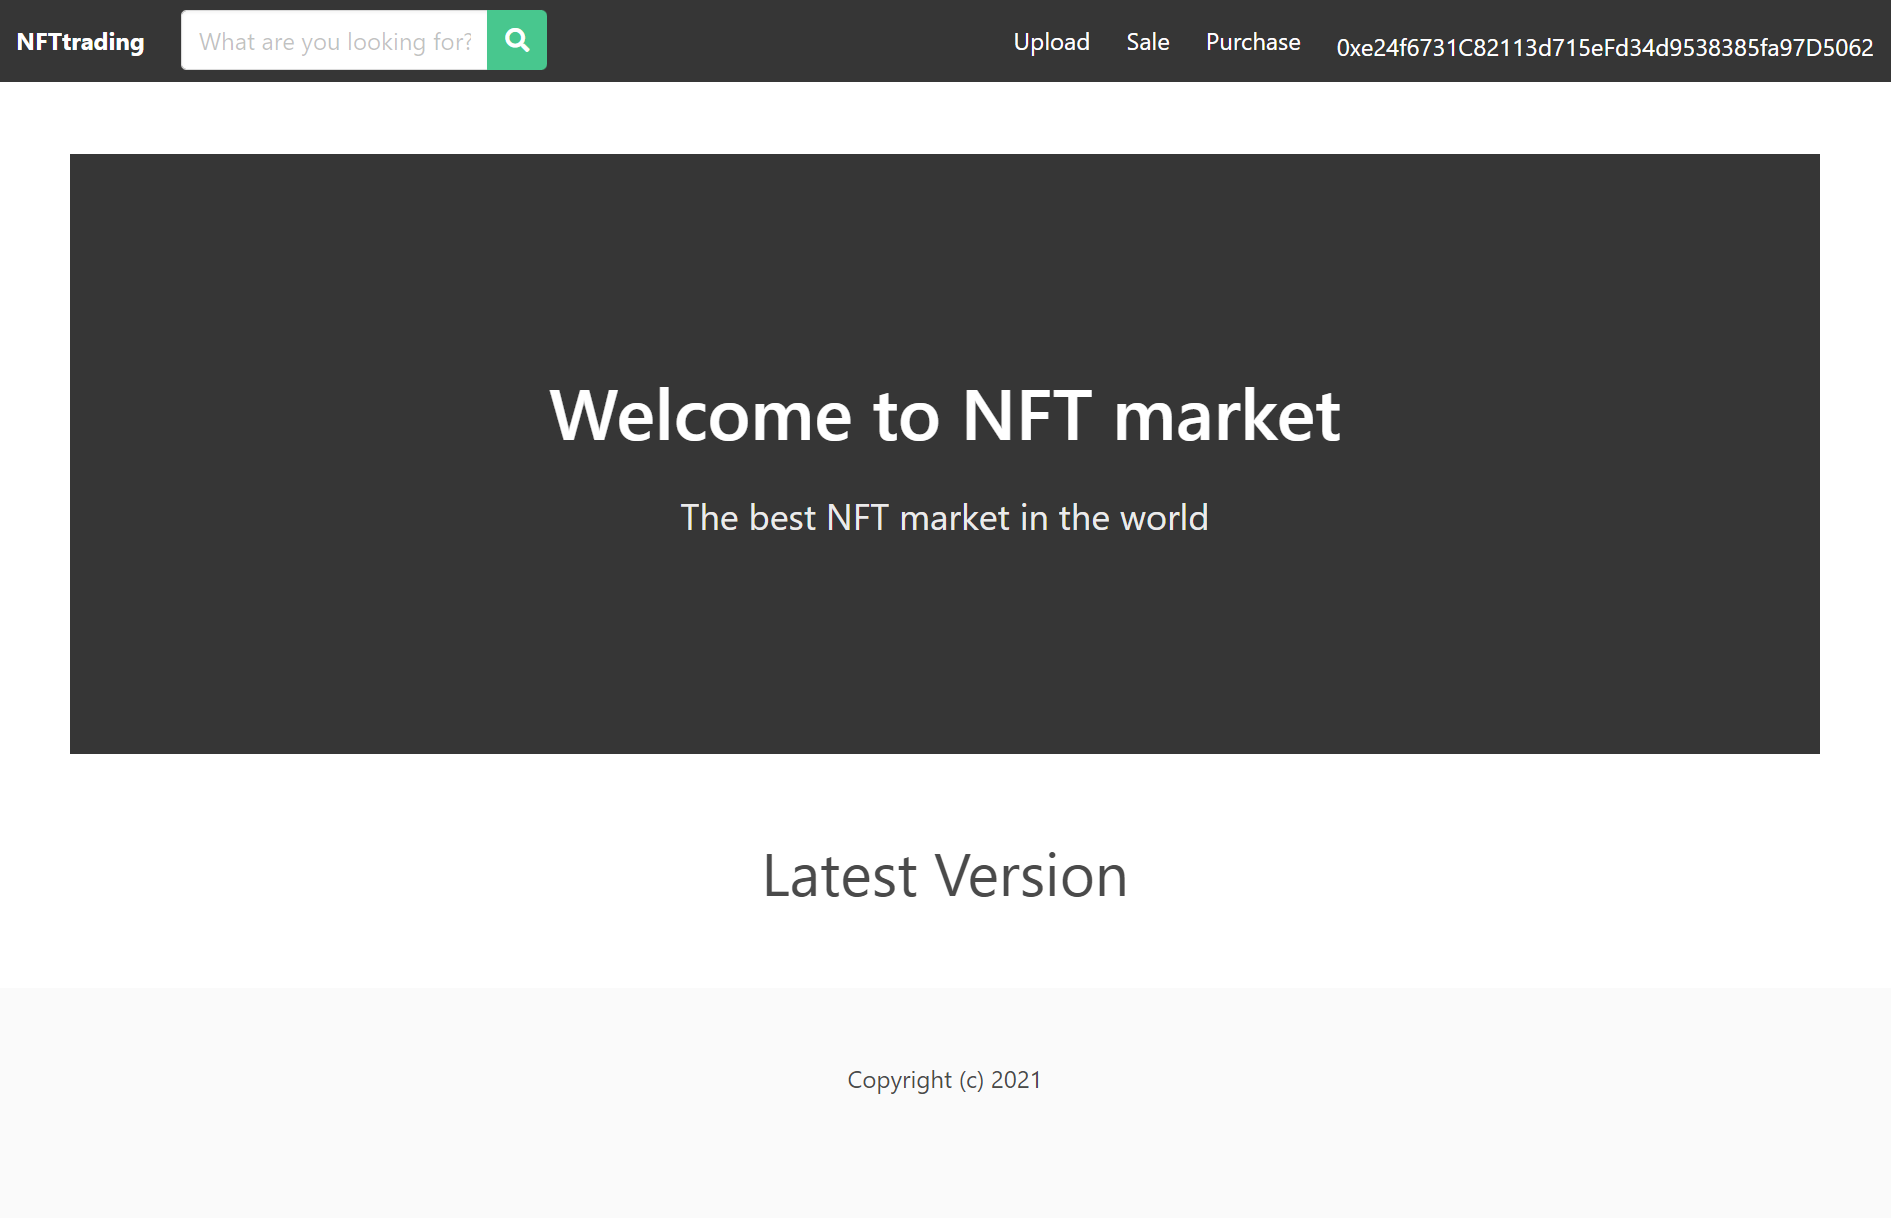 NFTtrading
What are you looking for?
Upload
Sale
Purchase
0xe24f6731C82113d715eFd34d9538385fa97D5062
Welcome to NFT market
The best NFT market in the world
Latest Version
Copyright (c) 2021